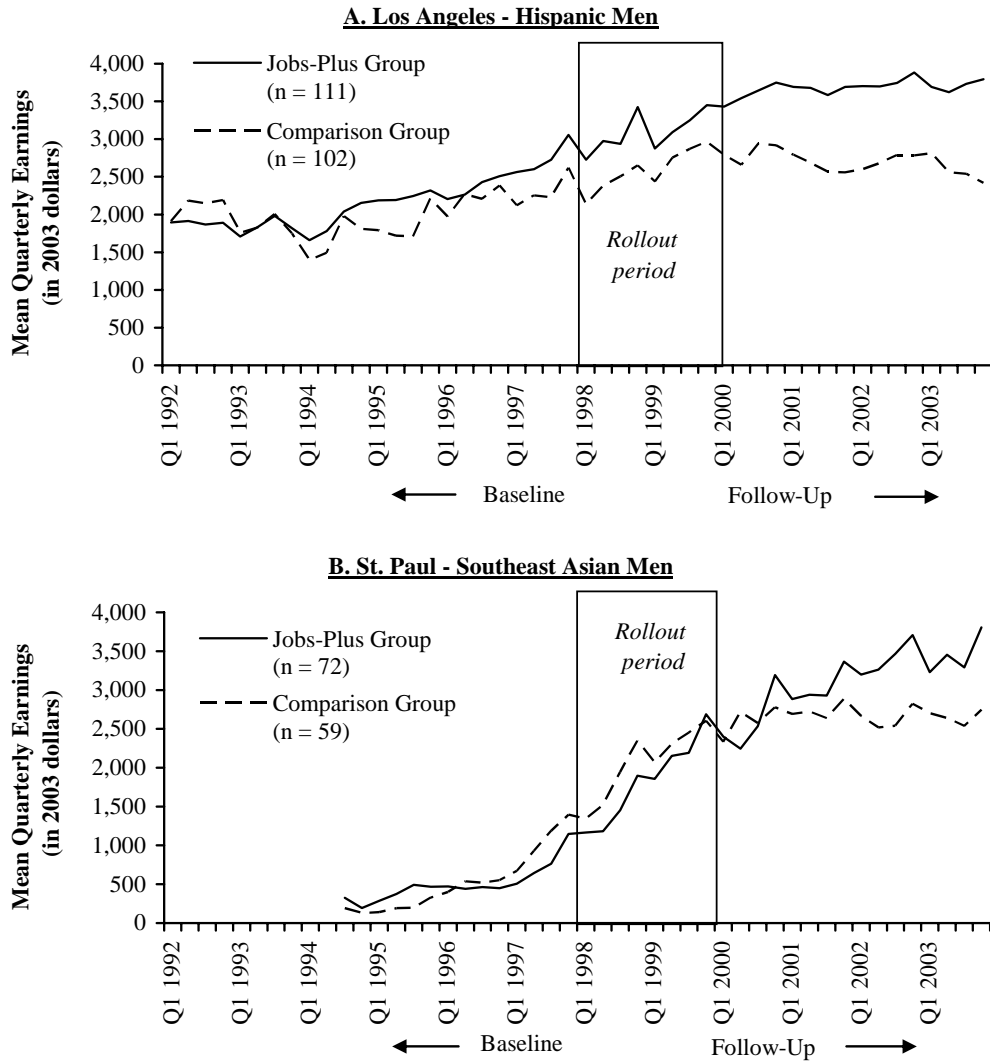 A. Los Angeles - Hispanic Men
Mean Quarterly Earnings
(in 2003 dollars)
4,000
3,500
3,000
2,500
2,000
1,500
1,000
500
0
Jobs-Plus Group
(n = 111)
Comparison Group
(n = 102)
Rollout
period
Q1 1992
Q1 1993
Q1 1994
Q1 1995
Q1 1996
Q1 1997
Q1 1998
Q1 1999
Q1 2000
Q1 2001
Q1 2002
Q1 2003
Baseline
Follow-Up
B. St. Paul - Southeast Asian Men
Mean Quarterly Earnings
(in 2003 dollars)
4,000
3,500
3,000
2,500
2,000
1,500
1,000
500
0
Jobs-Plus Group
(n = 72)
Comparison Group
(n = 59)
Rollout
period
Q1 1992
Q1 1993
Q1 1994
Q1 1995
Q1 1996
Q1 1997
Q1 1998
Q1 1999
Q1 2000
Q1 2001
Q1 2002
Q1 2003
Baseline
Follow-Up